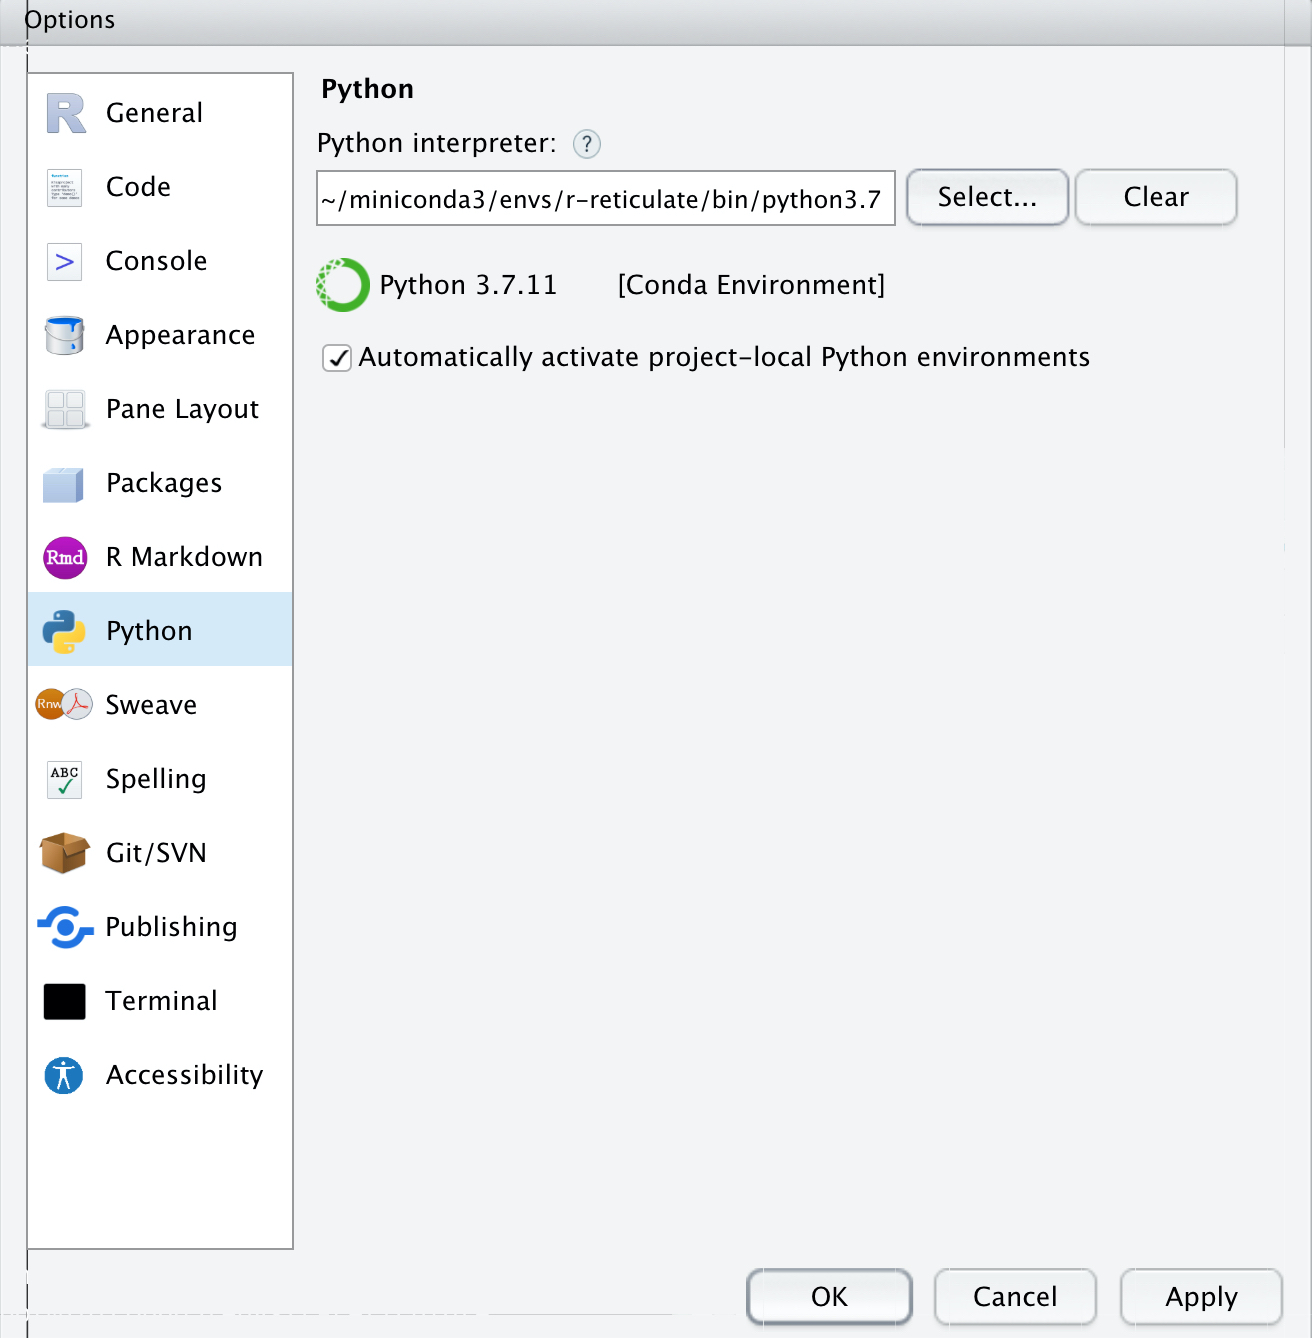 Options
General
Code
Console
Appearance
Pane Layout
Packages
Rmd R Markdown
Python
Rnw Sweave
ABC Spelling
Git/SVN
Publishing
Terminal
Accessibility
Python
Python interpreter: ?
~/miniconda3/envs/r-reticulate/bin/python3.7 Select... Clear
Python 3.7.11 [Conda Environment]
Automatically activate project-local Python environments
OK Cancel Apply